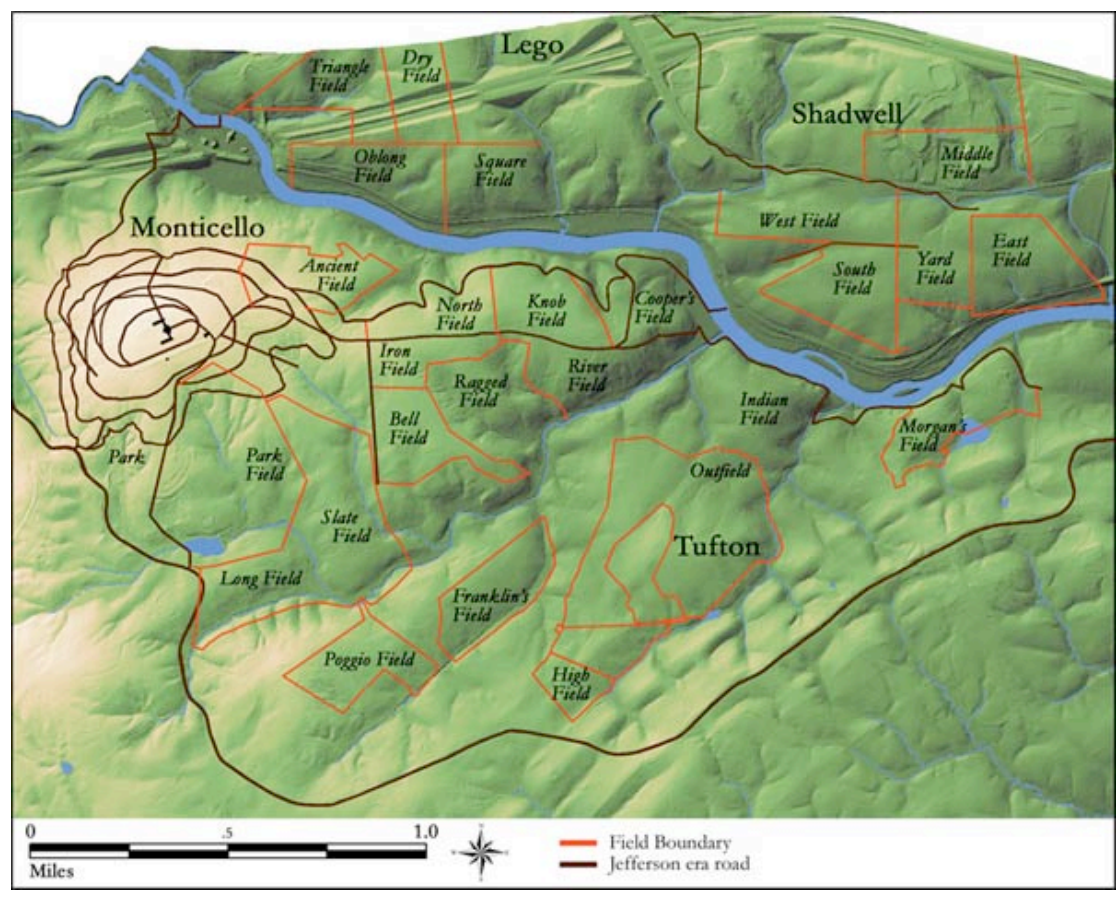 Lego
Triangle
Field
Dry
Field
Shadwell
Oblong
Field
Square
Field
Middle
Field
Monticello
West Field
Ancient
Field
South
Field
Yard
Field
East
Field
North
Field
Knob
Field
Cooper's
Field
Iron
Field
Ragged
Field
River
Field
Bell
Field
Indian
Field
Morgan's
Field
Park
Park
Field
Outfield
Slate
Field
Tufton
Long Field
Franklin's
Field
Poggio Field
High
Field
0 .5 1.0
Miles
Field Boundary
Jefferson era road